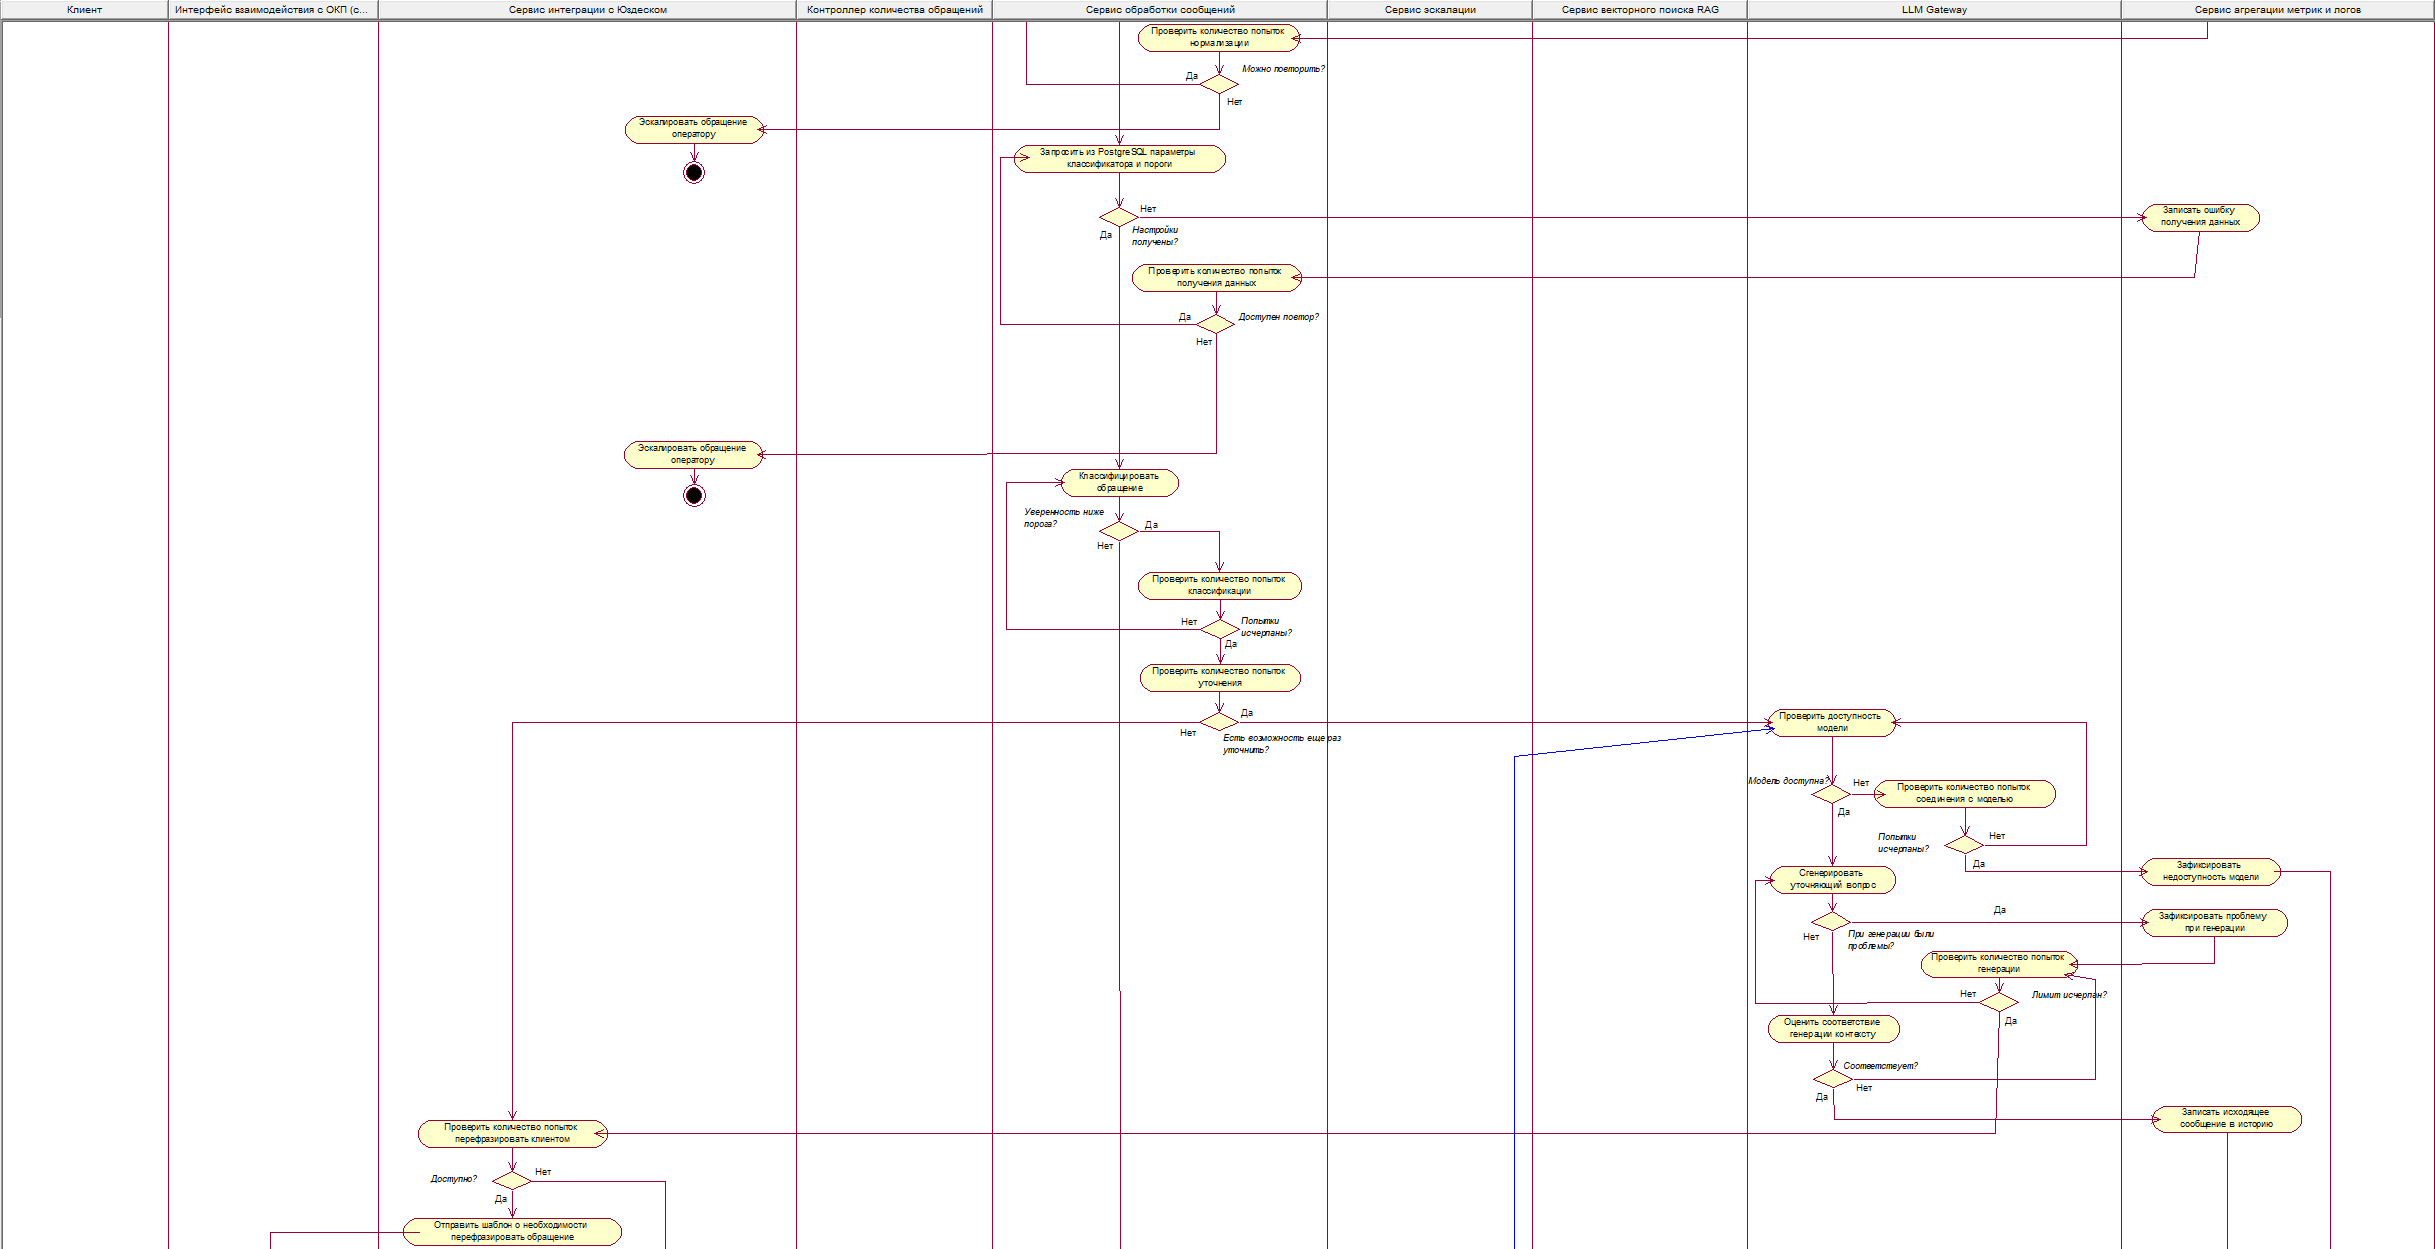 Клиент
Интерфейс взаимодействия с ОКП (с...
Сервис интеграции с Юздеском
Контроллер количества обращений
Сервис обработки сообщений
Сервис эскалации
Сервис векторного поиска RAG
LLM Gateway
Сервис агрегации метрик и логов
Проверить количество попыток
нормализации
Можно повторить?
Да
Нет
Эскалировать обращение
оператору
Запросить из PostgreSQL параметры
классификатора и пороги
Нет
Настройки
получены?
Да
Записать ошибку
получения данных
Проверить количество попыток
получения данных
Да
Доступен повтор?
Нет
Эскалировать обращение
оператору
Классифицировать
обращение
Уверенность ниже
порога?
Да
Нет
Проверить количество попыток
классификации
Нет
Попытки
исчерпаны?
Да
Проверить количество попыток
уточнения
Да
Нет
Есть возможность еще раз
уточнить?
Проверить доступность
модели
Модель доступна?
Нет
Да
Проверить количество попыток
соединения с моделью
Попытки
исчерпаны?
Нет
Да
Зафиксировать
недоступность модели
Сгенерировать
уточняющий вопрос
Да
Нет
При генерации были
проблемы?
Зафиксировать проблему
при генерации
Проверить количество попыток
генерации
Нет
Лимит исчерпан?
Да
Оценить соответствие
генерации контексту
Соответствует?
Нет
Да
Записать исходящее
сообщение в историю
Проверить количество попыток
перефразировать клиентом
Доступно?
Нет
Да
Отправить шаблон о необходимости
перефразировать обращение